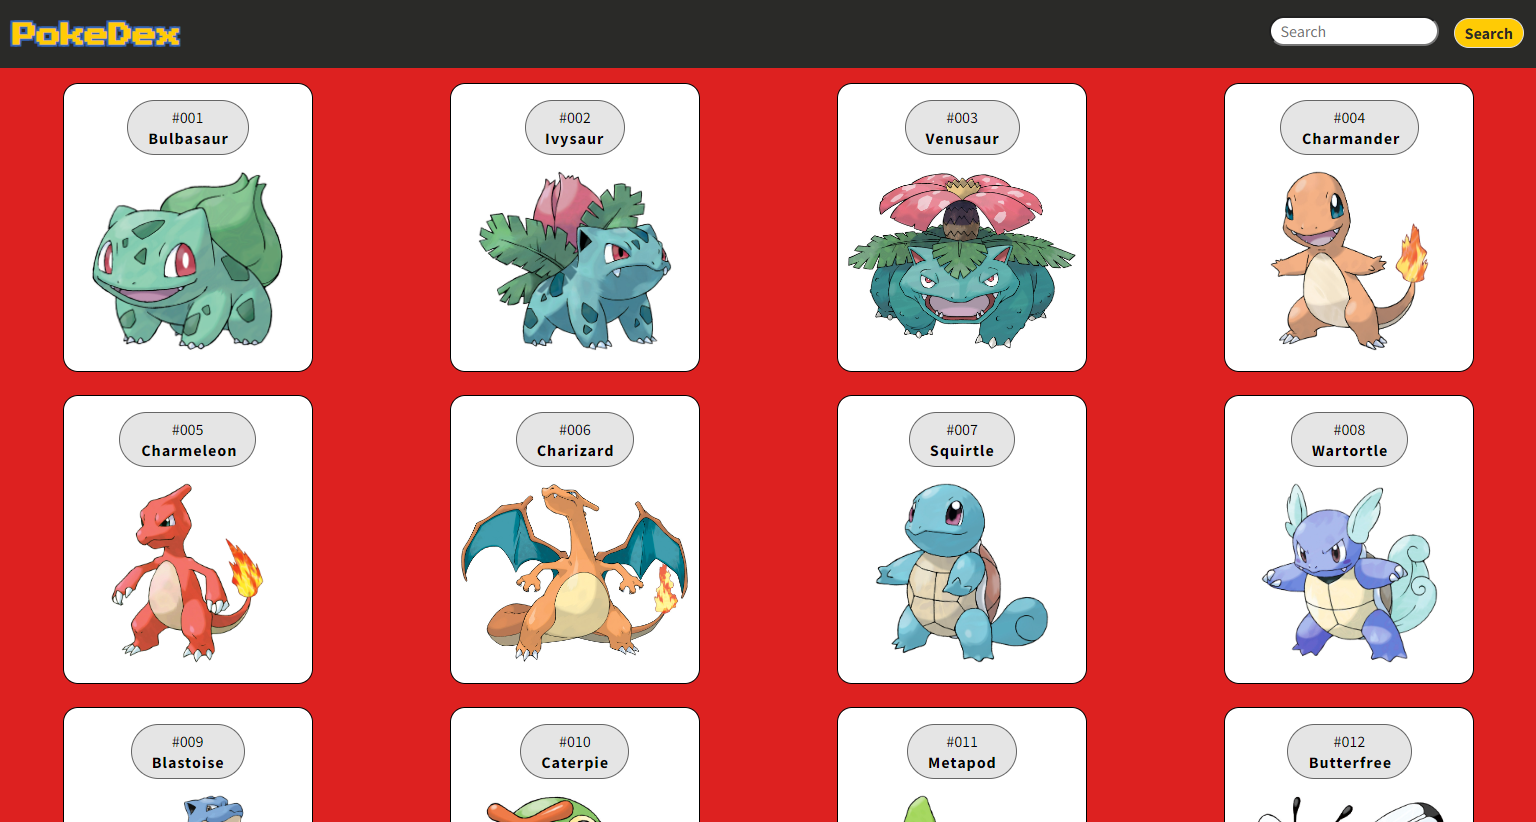 PokeDex
Search
Search
#001
Bulbasaur
#002
Ivysaur
#003
Venusaur
#004
Charmander
#005
Charmeleon
#006
Charizard
#007
Squirtle
#008
Wartortle
#009
Blastoise
#010
Caterpie
#011
Metapod
#012
Butterfree